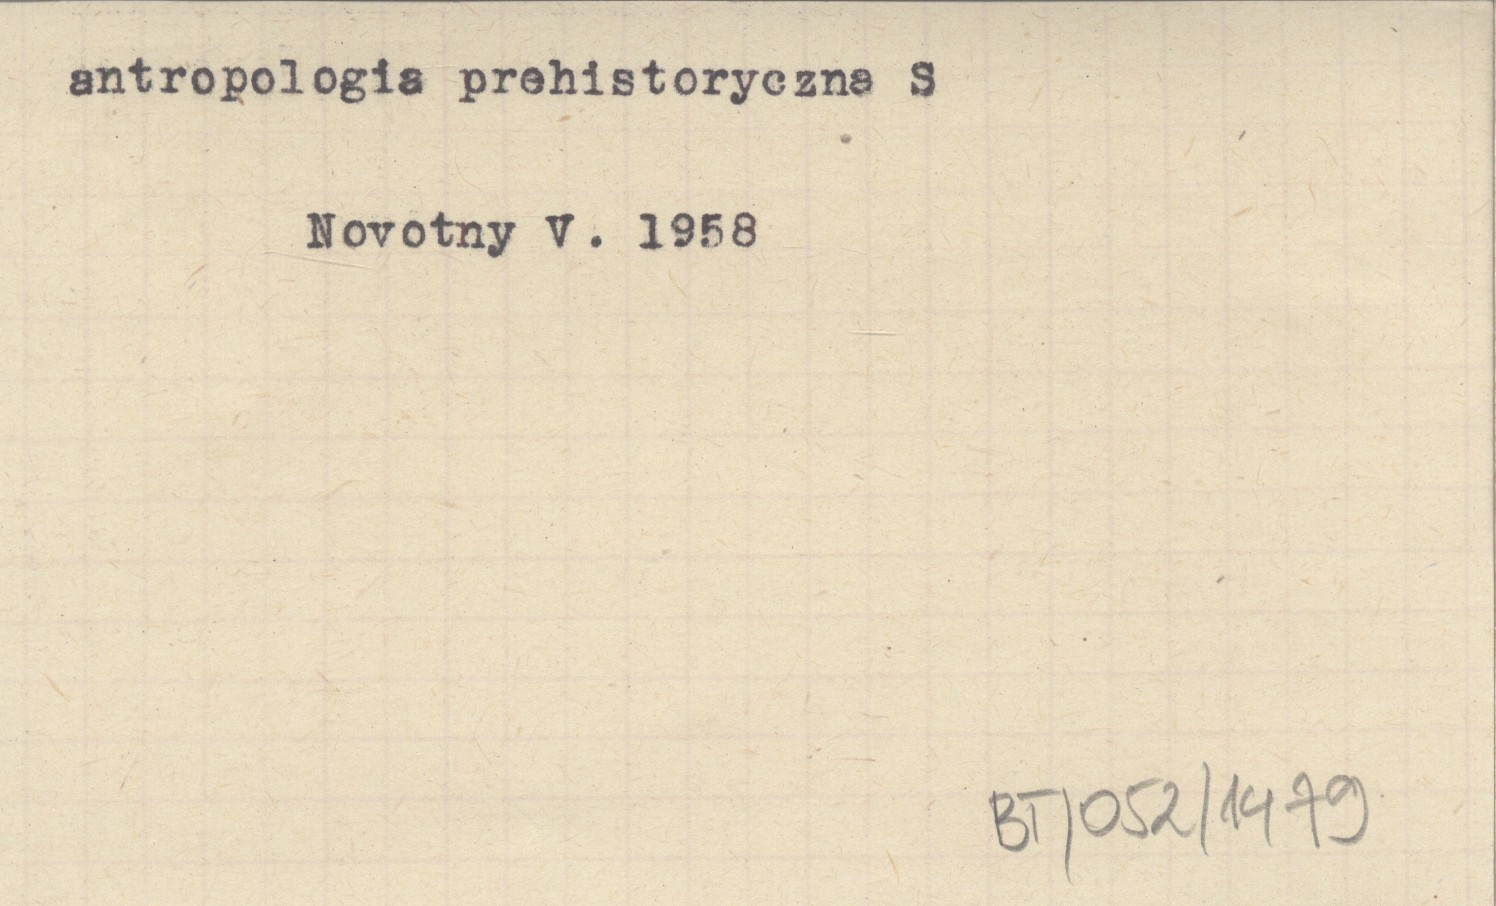 antropologia prehistoryczna S
Novotny V. 1958
BT/052/1479